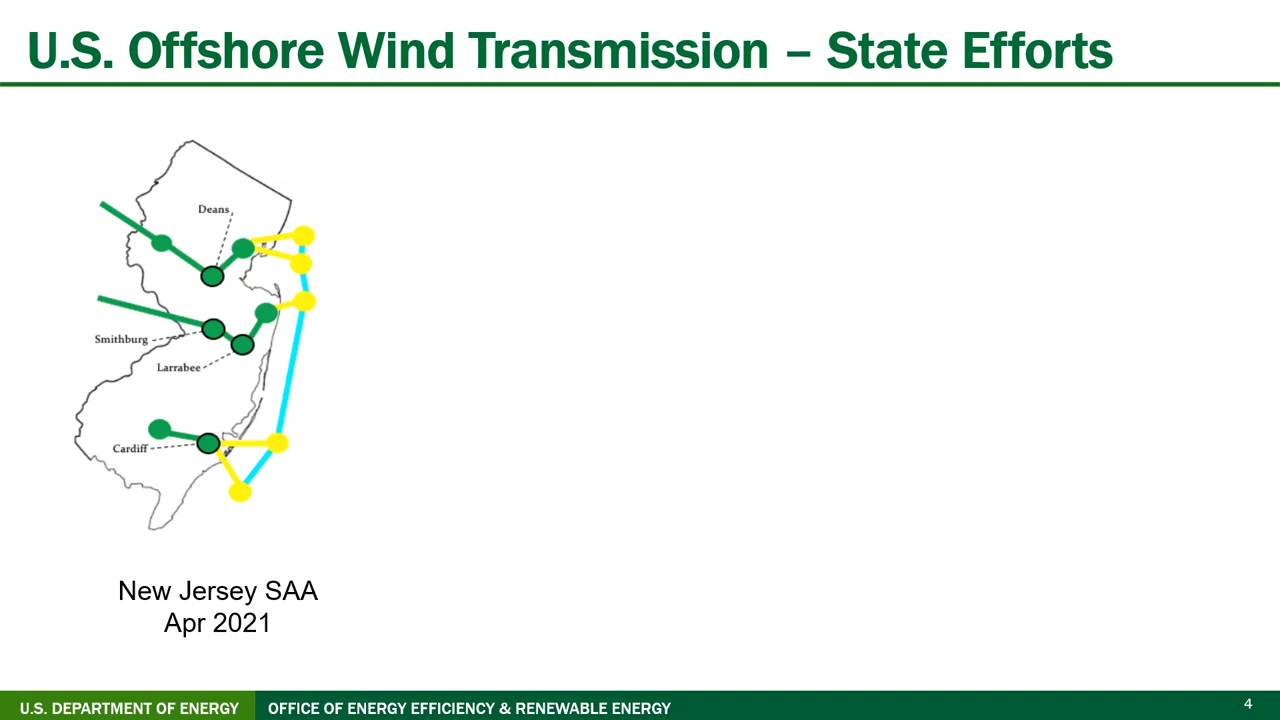 U.S. Offshore Wind Transmission – State Efforts
Deans
Smithburg
Larrabee
Cardiff
New Jersey SAA
Apr 2021
U.S. DEPARTMENT OF ENERGY
OFFICE OF ENERGY EFFICIENCY & RENEWABLE ENERGY
4